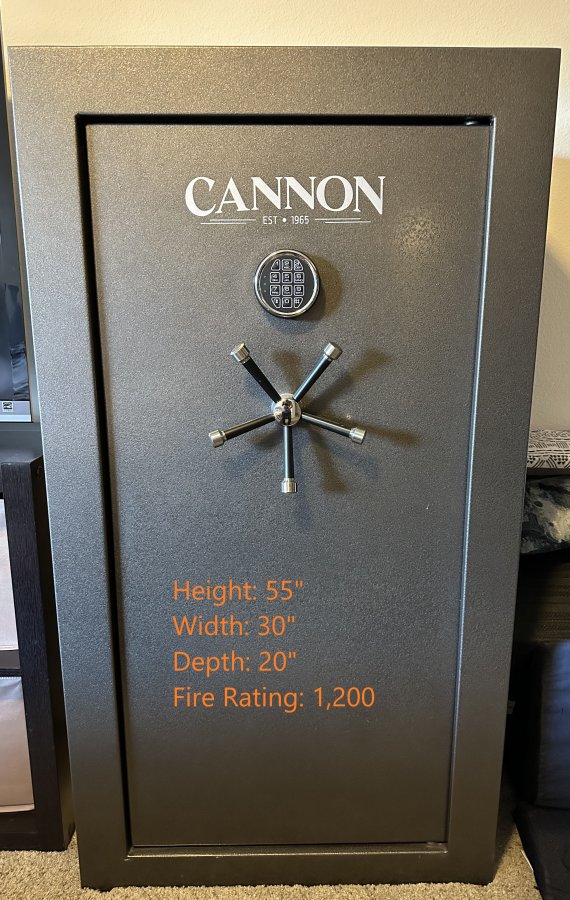 CANNON
EST • 1965
Height: 55"
Width: 30"
Depth: 20"
Fire Rating: 1,200